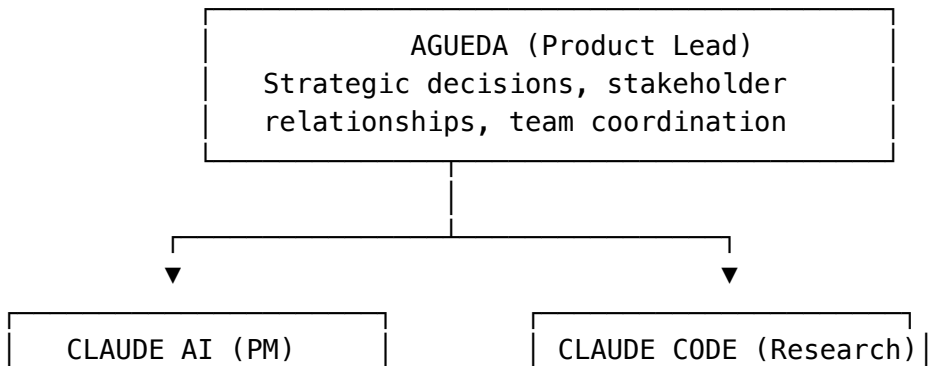 AGUEDA (Product Lead)
Strategic decisions, stakeholder
relationships, team coordination
CLAUDE AI (PM)
CLAUDE CODE (Research)